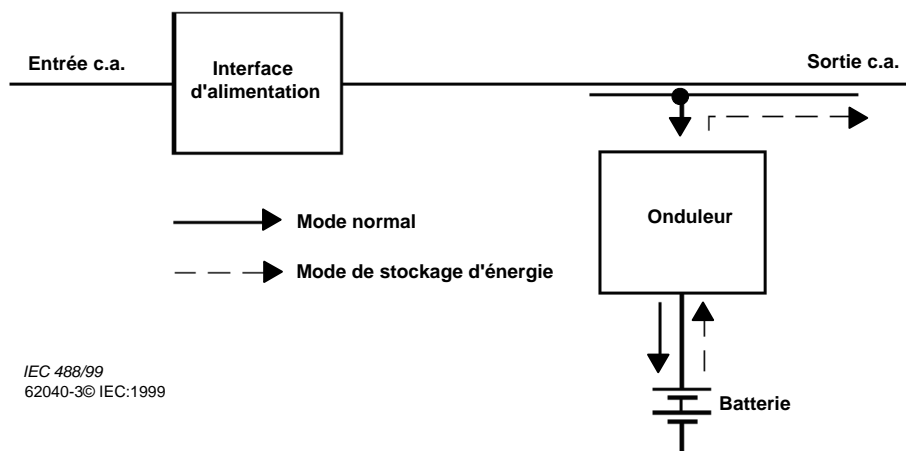 Entrée c.a.
Interface
d'alimentation
Sortie c.a.
Onduleur
Mode normal
Mode de stockage d'énergie
IEC 488/99
62040-3© IEC:1999
Batterie